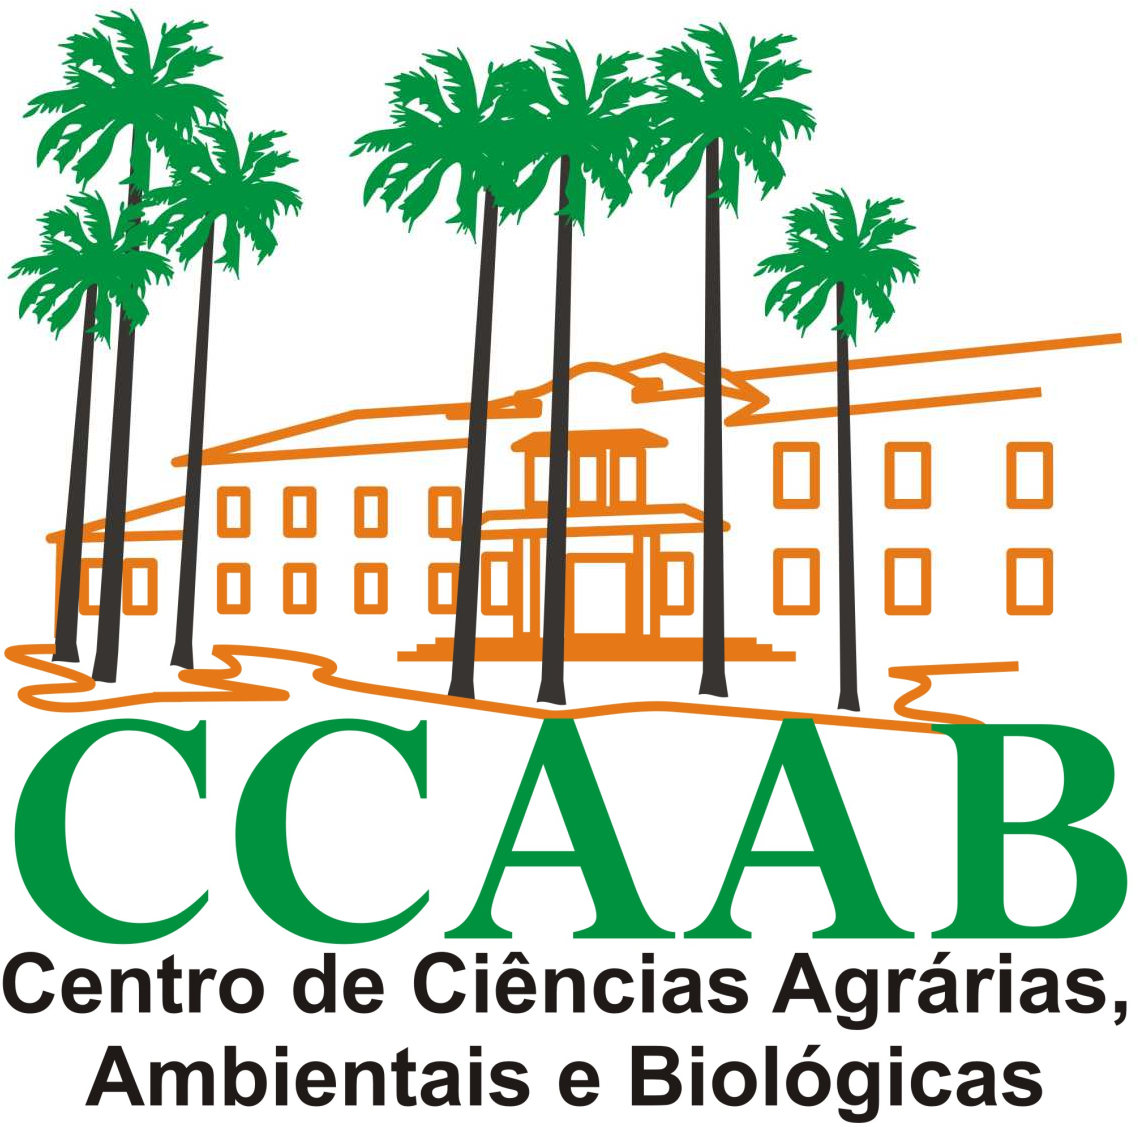 CCAAB
Centro de Ciências Agrárias,
Ambientais e Biológicas